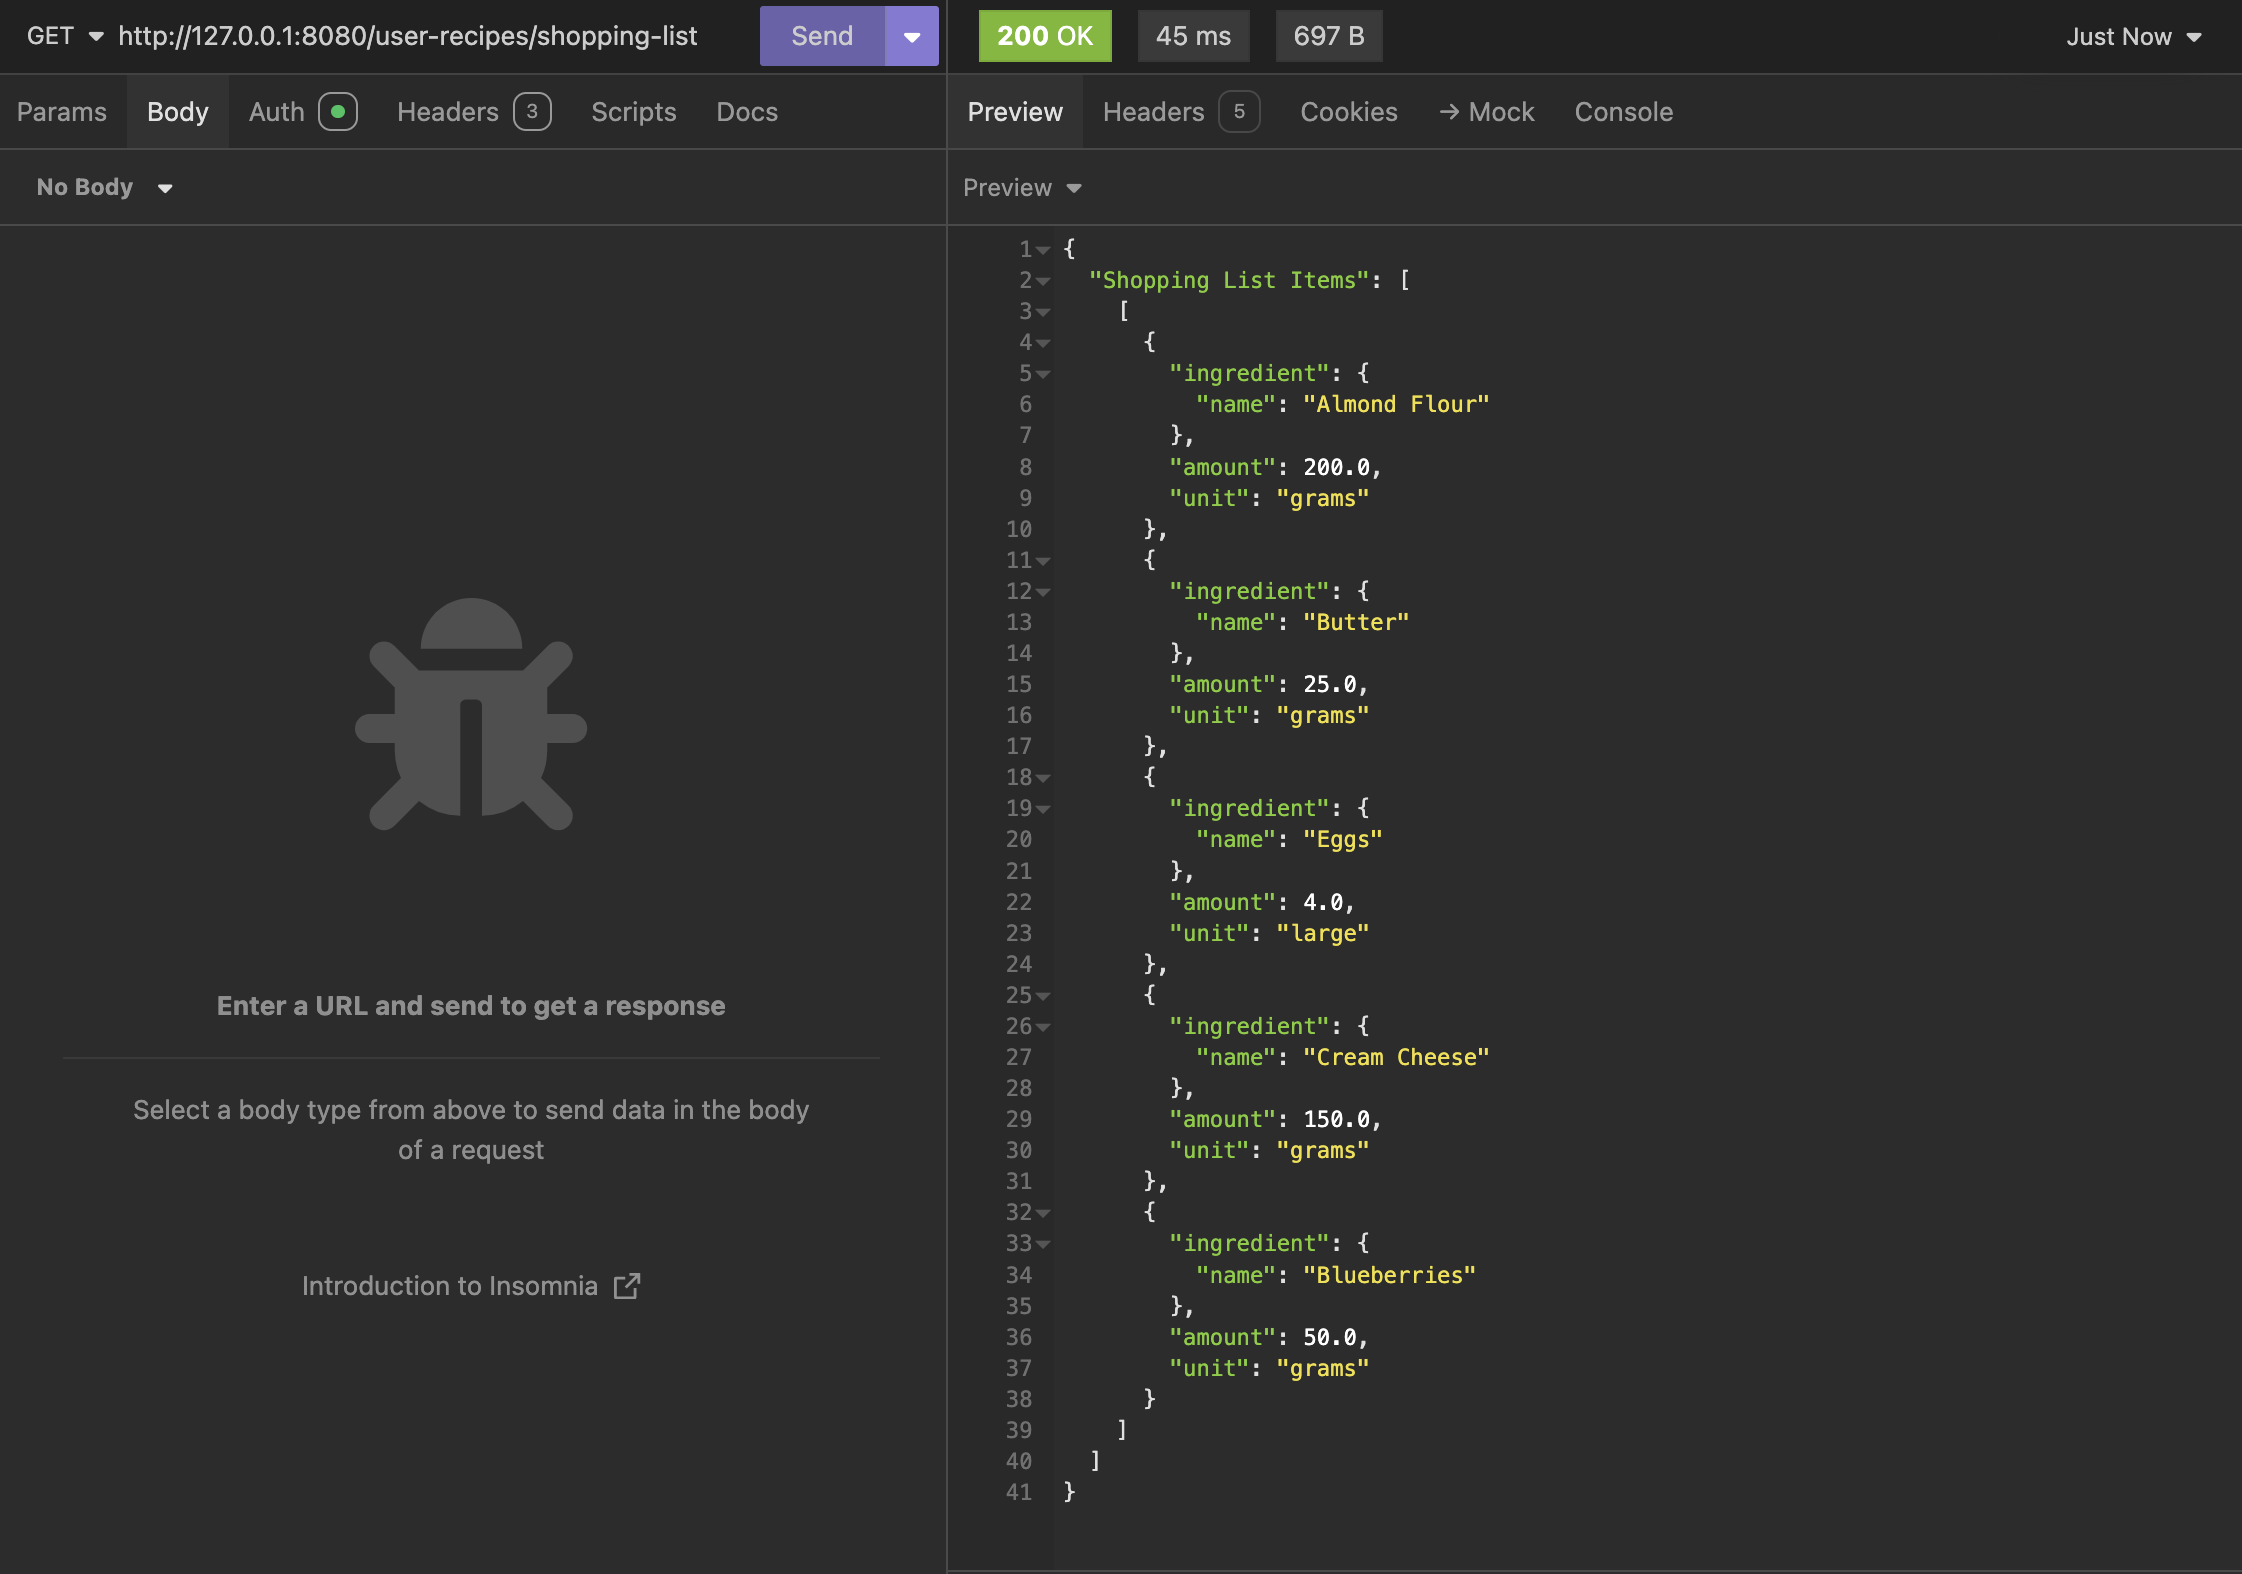 GET http://127.0.0.1:8080/user-recipes/shopping-list Send
Params Body Auth Headers 3 Scripts Docs
No Body
Enter a URL and send to get a response
Select a body type from above to send data in the body
of a request
Introduction to Insomnia
200 OK 45 ms 697 B Just Now
Preview Headers 5 Cookies → Mock Console
Preview
1 {
2 "Shopping List Items": [
3 [
4 {
5 "ingredient": {
6 "name": "Almond Flour"
7 },
8 "amount": 200.0,
9 "unit": "grams"
10 },
11 {
12 "ingredient": {
13 "name": "Butter"
14 },
15 "amount": 25.0,
16 "unit": "grams"
17 },
18 {
19 "ingredient": {
20 "name": "Eggs"
21 },
22 "amount": 4.0,
23 "unit": "large"
24 },
25 {
26 "ingredient": {
27 "name": "Cream Cheese"
28 },
29 "amount": 150.0,
30 "unit": "grams"
31 },
32 {
33 "ingredient": {
34 "name": "Blueberries"
35 },
36 "amount": 50.0,
37 "unit": "grams"
38 }
39 ]
40 ]
41 }